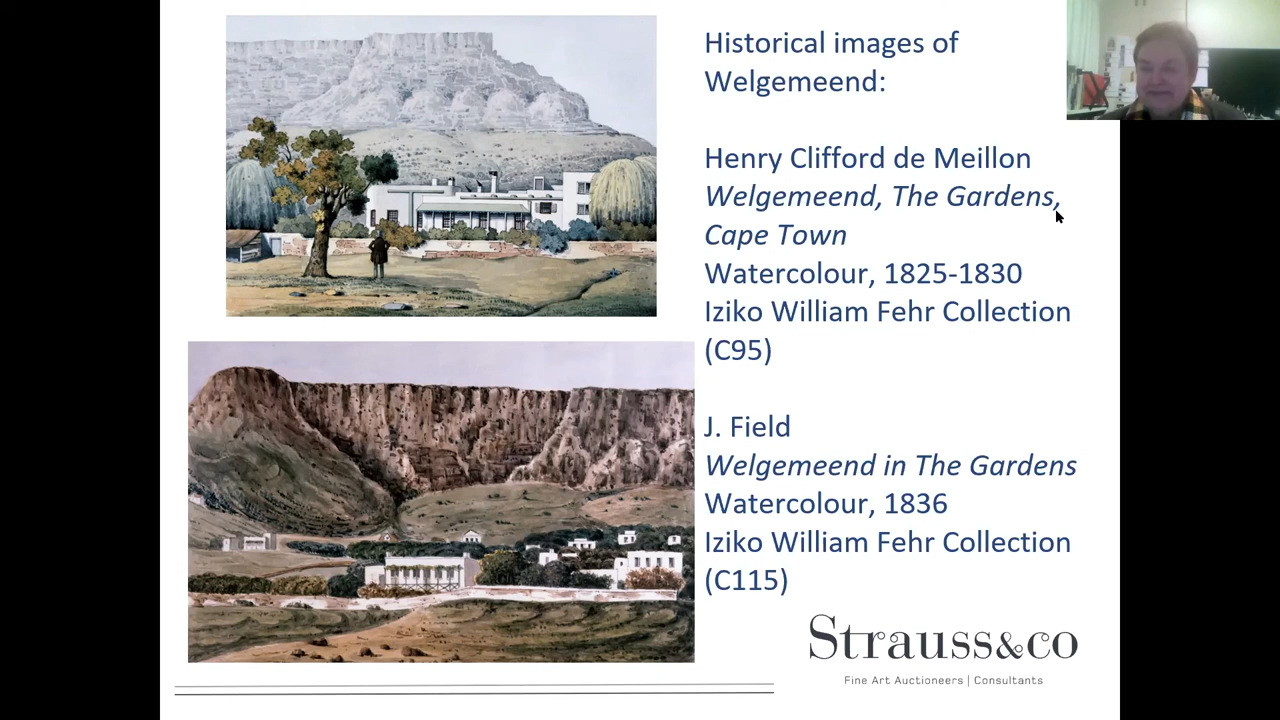 Historical images of
Welgemeend:
Henry Clifford de Meillon
Welgemeend, The Gardens,
Cape Town
Watercolour, 1825-1830
Iziko William Fehr Collection
(C95)
J. Field
Welgemeend in The Gardens
Watercolour, 1836
Iziko William Fehr Collection
(C115)
Strauss&co
Fine Art Auctioneers | Consultants